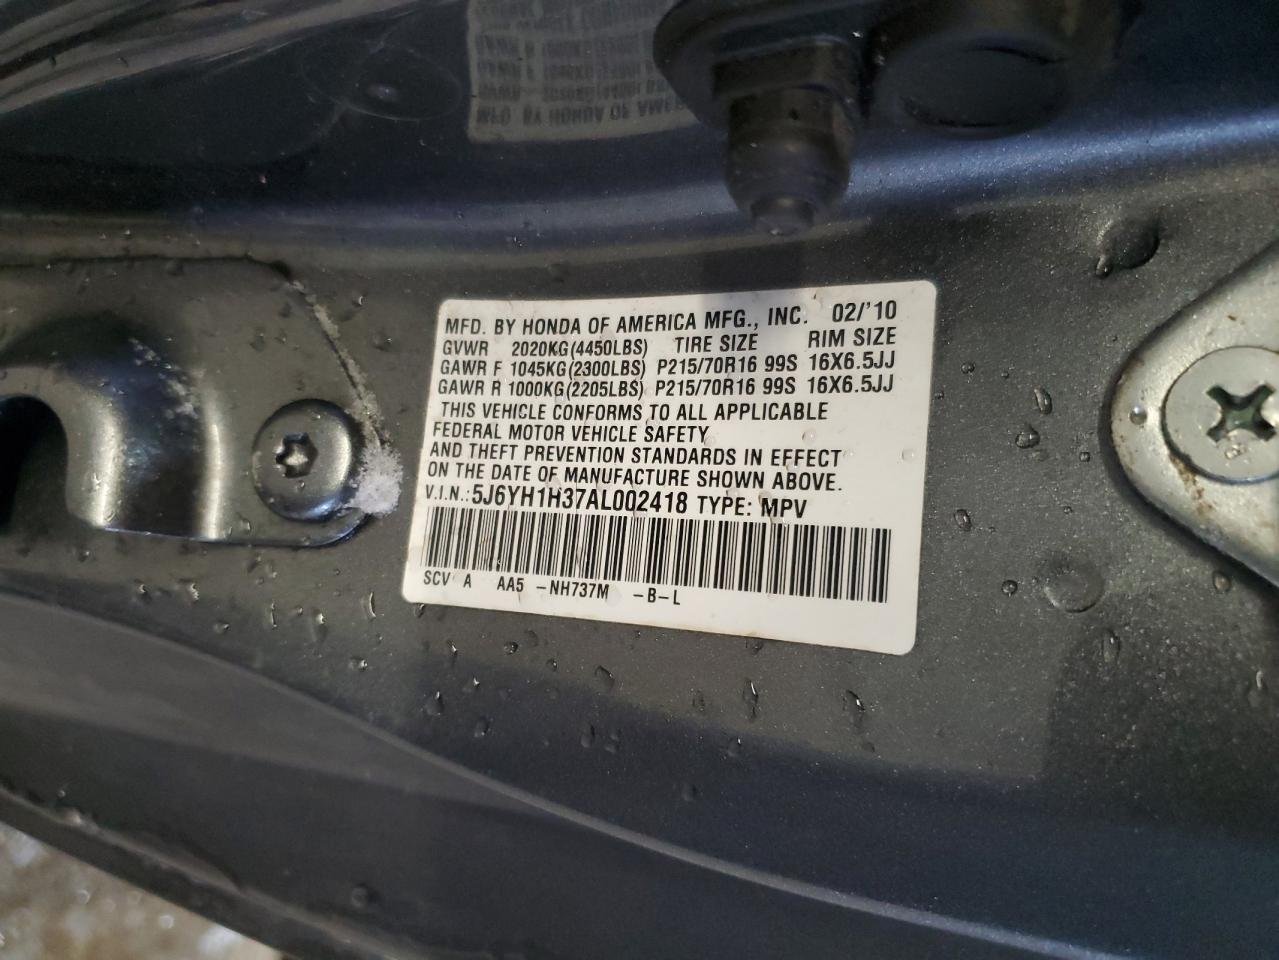 MFD. BY HONDA OF AMERICA MFG., INC. 02/'10
GVWR 2020KG(4450LBS) TIRE SIZE RIM SIZE
GAWR F 1045KG(2300LBS) P215/70R16 99S 16X6.5JJ
GAWR R 1000KG(2205LBS) P215/70R16 99S 16X6.5JJ
THIS VEHICLE CONFORMS TO ALL APPLICABLE
FEDERAL MOTOR VEHICLE SAFETY
AND THEFT PREVENTION STANDARDS IN EFFECT
ON THE DATE OF MANUFACTURE SHOWN ABOVE.
V.I.N.: 5J6YH1H37AL002418 TYPE: MPV
SCV A AA5 -NH737M -B-L